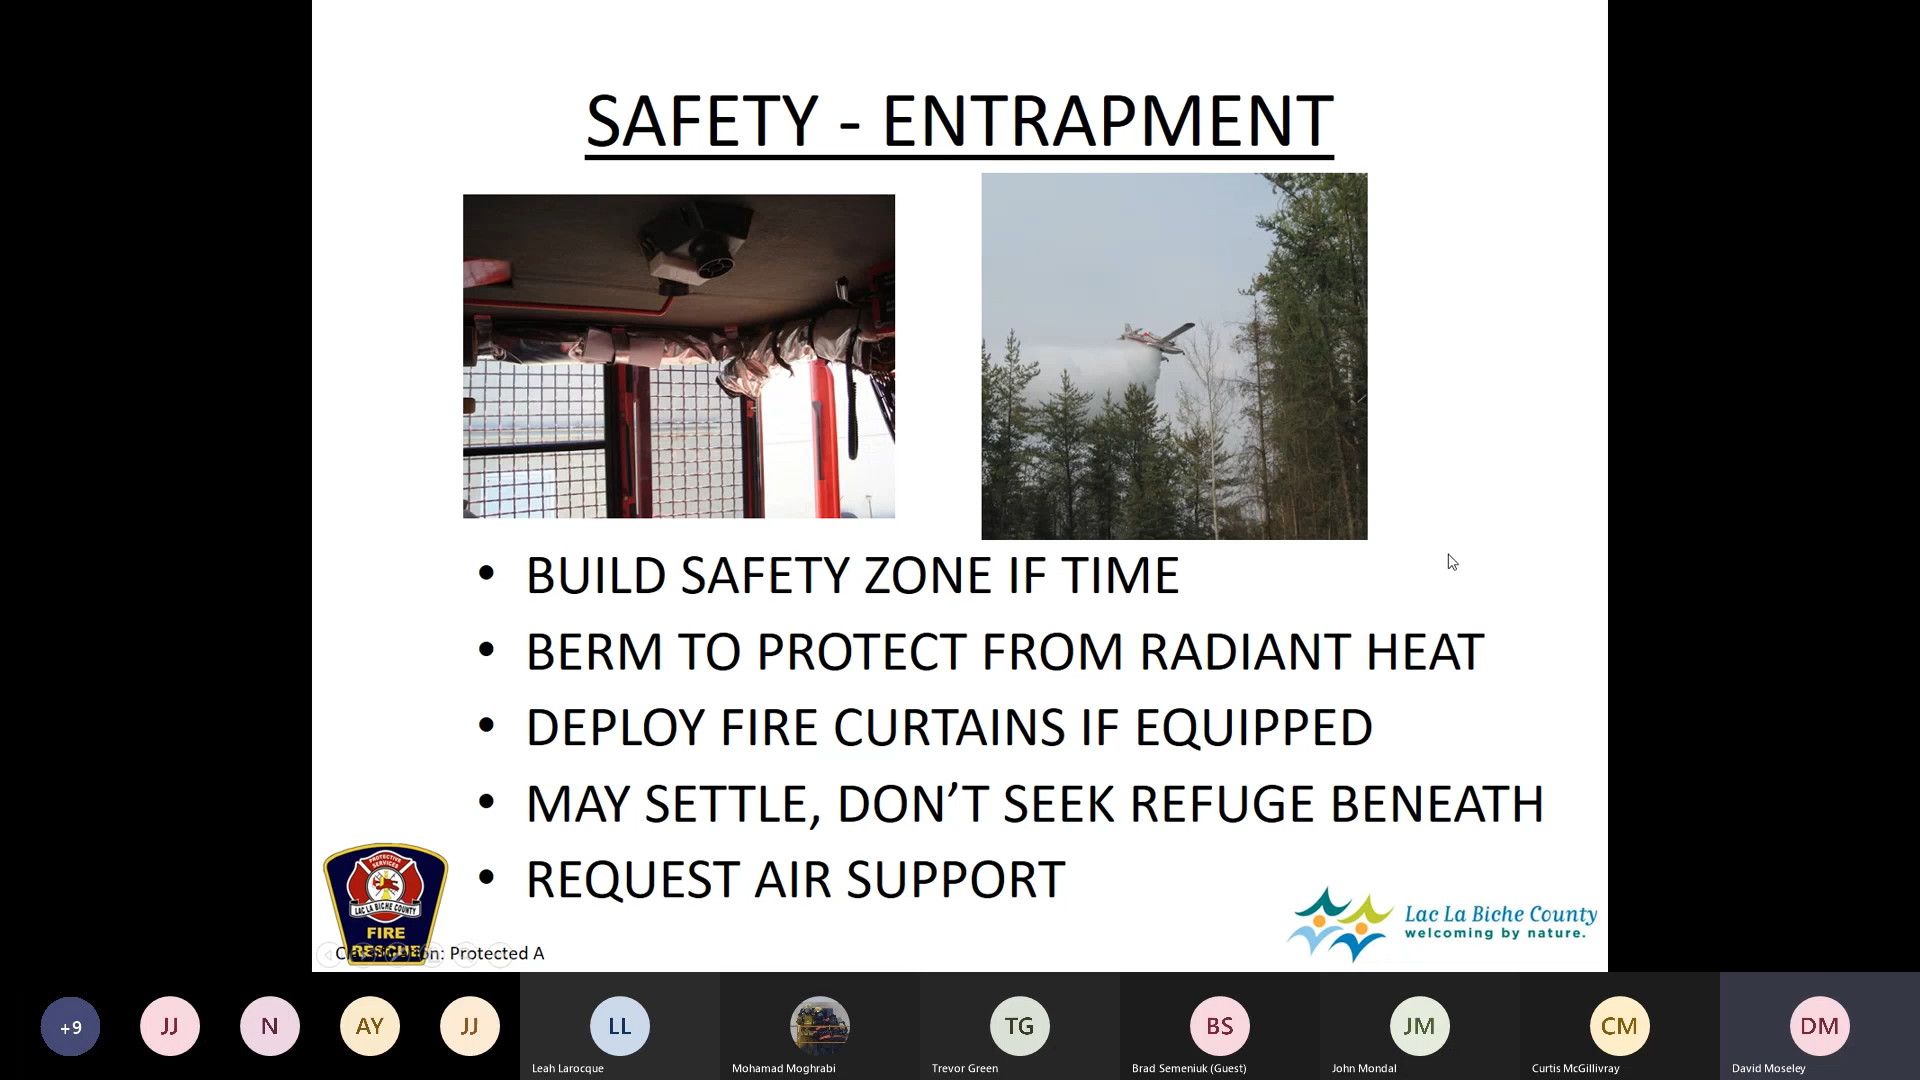 SAFETY - ENTRAPMENT
• BUILD SAFETY ZONE IF TIME
• BERM TO PROTECT FROM RADIANT HEAT
• DEPLOY FIRE CURTAINS IF EQUIPPED
• MAY SETTLE, DON’T SEEK REFUGE BENEATH
• REQUEST AIR SUPPORT
PROTECTIVE
SERVICES
LAC LA BICHE COUNTY
FIRE
RESCUE
Lac La Biche County
welcoming by nature.
Classification: Protected A
+9
JJ
N
AY
JJ
LL
TG
BS
JM
CM
DM
Leah Larocque
Mohamad Moghrabi
Trevor Green
Brad Semeniuk (Guest)
John Mondal
Curtis McGillivray
David Moseley